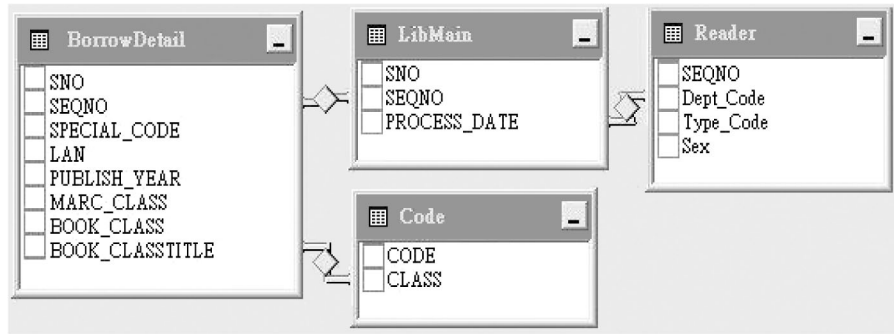 BorrowDetail
SNO
SEQNO
SPECIAL_CODE
LAN
PUBLISH_YEAR
MARC_CLASS
BOOK_CLASS
BOOK_CLASSTITLE
LibMain
SNO
SEQNO
PROCESS_DATE
Reader
SEQNO
Dept_Code
Type_Code
Sex
Code
CODE
CLASS